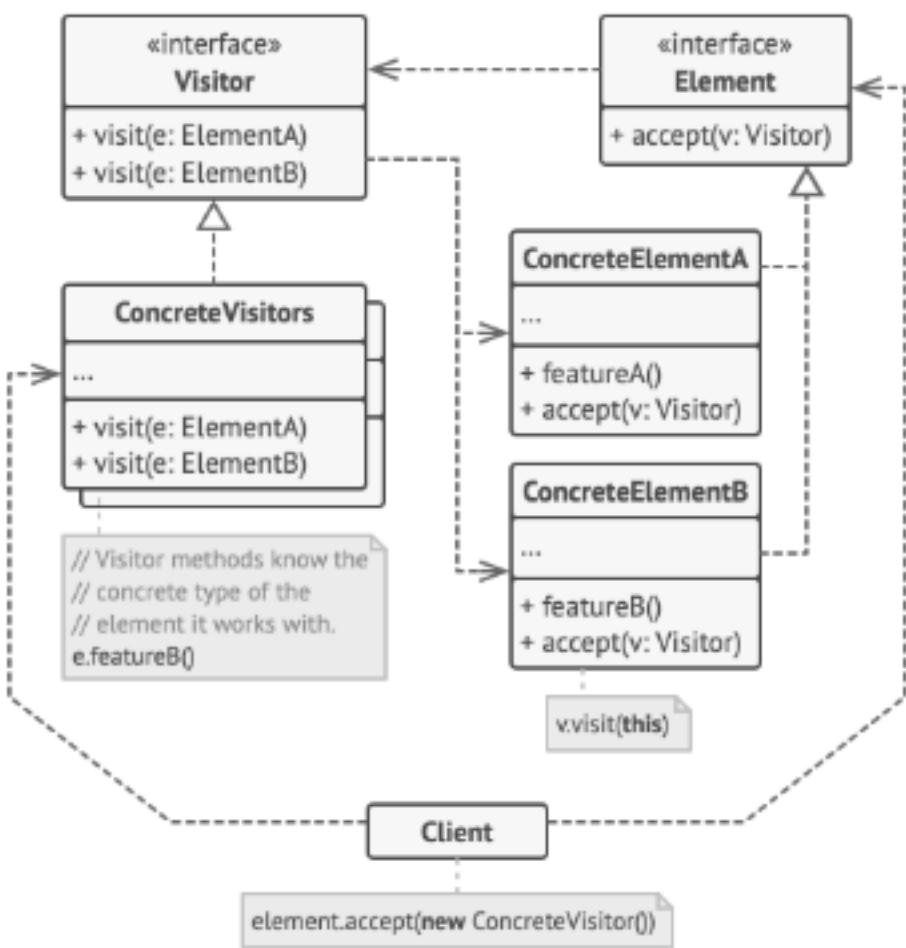 «interface»
Visitor
+ visit(e: ElementA)
+ visit(e: ElementB)
«interface»
Element
+ accept(v: Visitor)
ConcreteVisitors
...
+ visit(e: ElementA)
+ visit(e: ElementB)
// Visitor methods know the
// concrete type of the
// element it works with.
e.featureB()
ConcreteElementA
...
+ featureA()
+ accept(v: Visitor)
ConcreteElementB
...
+ featureB()
+ accept(v: Visitor)
v.visit(this)
Client
element.accept(new ConcreteVisitor())